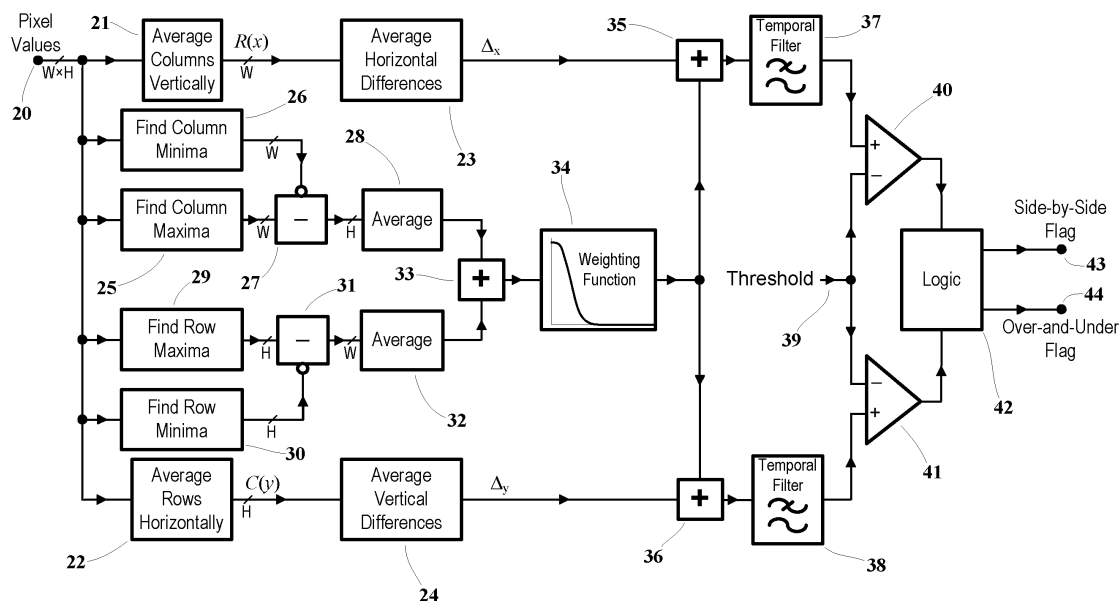 Pixel
Values
W×H
20
21
Average
Columns
Vertically
R(x)
W
Average
Horizontal
Differences
23
Δx
35
+
Temporal
Filter
37
26
Find Column
Minima
W
25
Find Column
Maxima
W
27
−
H
28
Average
29
Find Row
Maxima
H
31
−
W
Average
32
30
Find Row
Minima
H
33
+
34
Weighting
Function
22
Average
Rows
Horizontally
C(y)
H
Average
Vertical
Differences
24
Δy
36
+
Temporal
Filter
38
Threshold
39
40
+
−
41
−
+
Logic
42
Side-by-Side
Flag
43
44
Over-and-Under
Flag